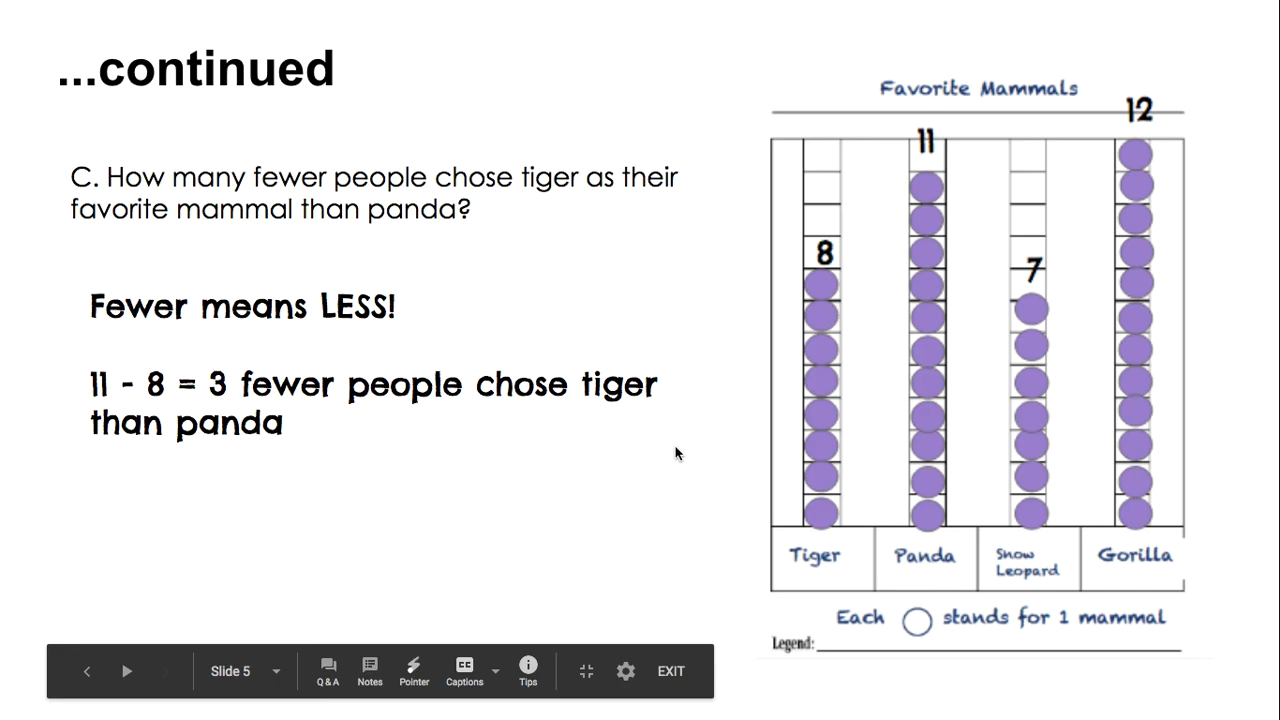 ...continued
C. How many fewer people chose tiger as their
favorite mammal than panda?
Fewer means LESS!
11 - 8 = 3 fewer people chose tiger
than panda
Favorite Mammals
8
11
7
12
Tiger
Panda
Snow
Leopard
Gorilla
Each stands for 1 mammal
Legend:
Slide 5
Q&A
Notes
Pointer
CC
Captions
Tips
EXIT